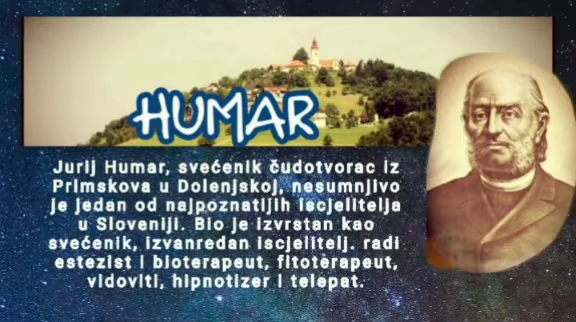 HUMAR
Jurij Humar, svećenik čudotvorac iz
Primskova u Dolenjskoj, nesumnjivo
je jedan od najpoznatijih iscjelitelja
u Sloveniji. Bio je izvrstan kao
svećenik, izvanredan iscjelitelj. radi
estezist i bioterapeut, fitoterapeut,
vidoviti, hipnotizer i telepat.